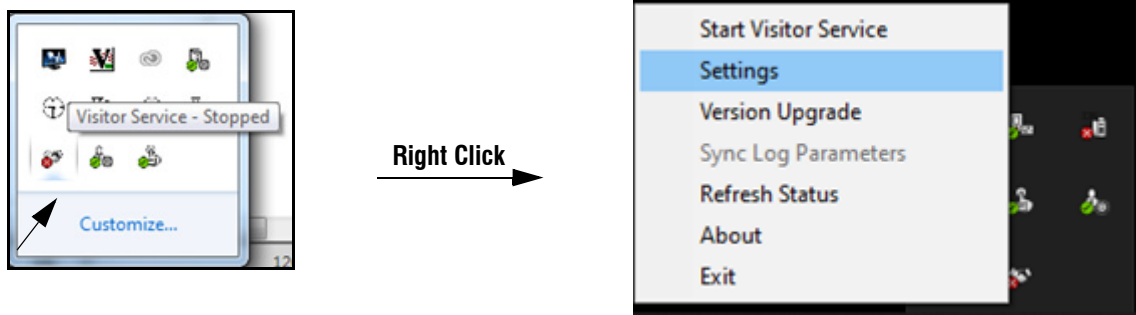 Visitor Service - Stopped
Customize...
12
Right Click
Start Visitor Service
Settings
Version Upgrade
Sync Log Parameters
Refresh Status
About
Exit